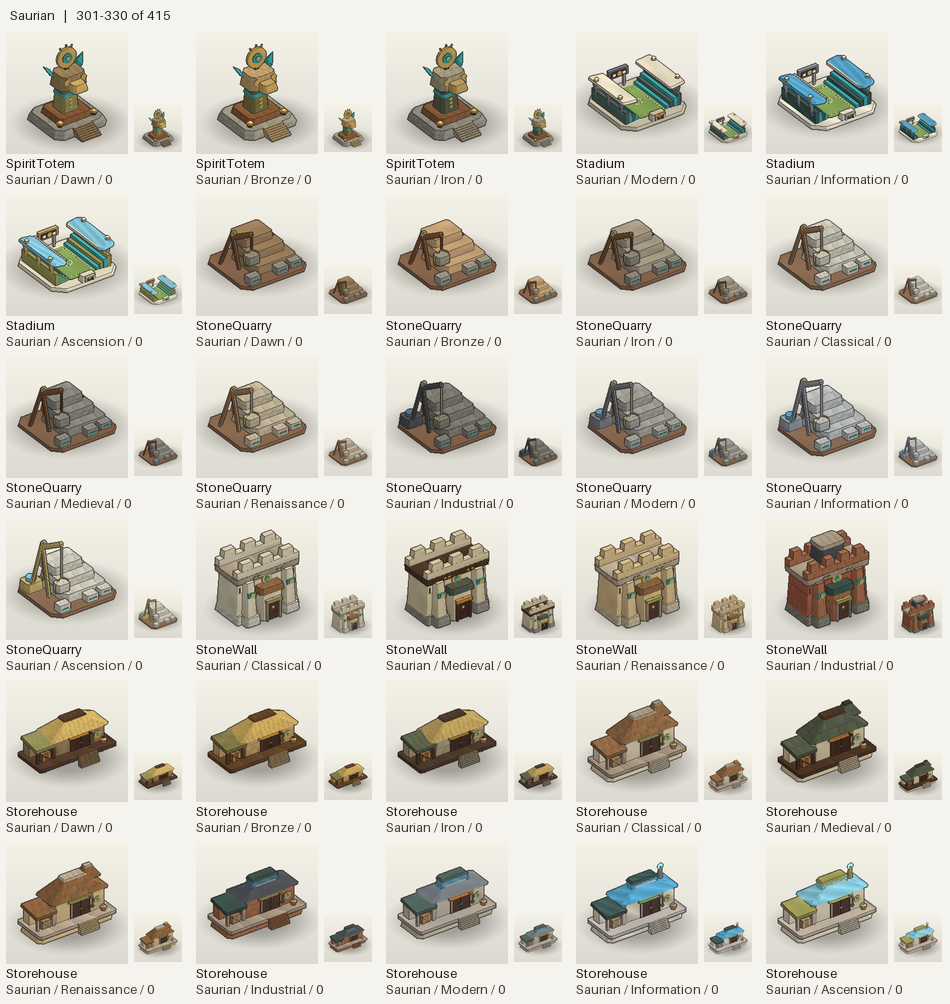 Saurian | 301-330 of 415
SpiritTotem
Saurian / Dawn / 0
SpiritTotem
Saurian / Bronze / 0
SpiritTotem
Saurian / Iron / 0
Stadium
Saurian / Modern / 0
Stadium
Saurian / Information / 0
Stadium
Saurian / Ascension / 0
StoneQuarry
Saurian / Dawn / 0
StoneQuarry
Saurian / Bronze / 0
StoneQuarry
Saurian / Iron / 0
StoneQuarry
Saurian / Classical / 0
StoneQuarry
Saurian / Medieval / 0
StoneQuarry
Saurian / Renaissance / 0
StoneQuarry
Saurian / Industrial / 0
StoneQuarry
Saurian / Modern / 0
StoneQuarry
Saurian / Information / 0
StoneQuarry
Saurian / Ascension / 0
StoneWall
Saurian / Classical / 0
StoneWall
Saurian / Medieval / 0
StoneWall
Saurian / Renaissance / 0
StoneWall
Saurian / Industrial / 0
Storehouse
Saurian / Dawn / 0
Storehouse
Saurian / Bronze / 0
Storehouse
Saurian / Iron / 0
Storehouse
Saurian / Classical / 0
Storehouse
Saurian / Medieval / 0
Storehouse
Saurian / Renaissance / 0
Storehouse
Saurian / Industrial / 0
Storehouse
Saurian / Modern / 0
Storehouse
Saurian / Information / 0
Storehouse
Saurian / Ascension / 0